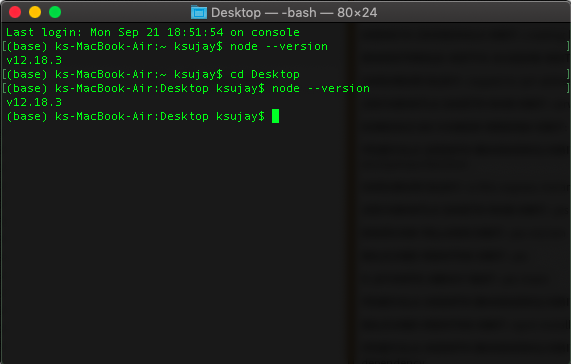 Desktop — -bash — 80×24
Last login: Mon Sep 21 18:51:54 on console
[(base) ks-MacBook-Air:~ ksujay$ node --version ]
v12.18.3
[(base) ks-MacBook-Air:~ ksujay$ cd Desktop ]
[(base) ks-MacBook-Air:Desktop ksujay$ node --version ]
v12.18.3
(base) ks-MacBook-Air:Desktop ksujay$